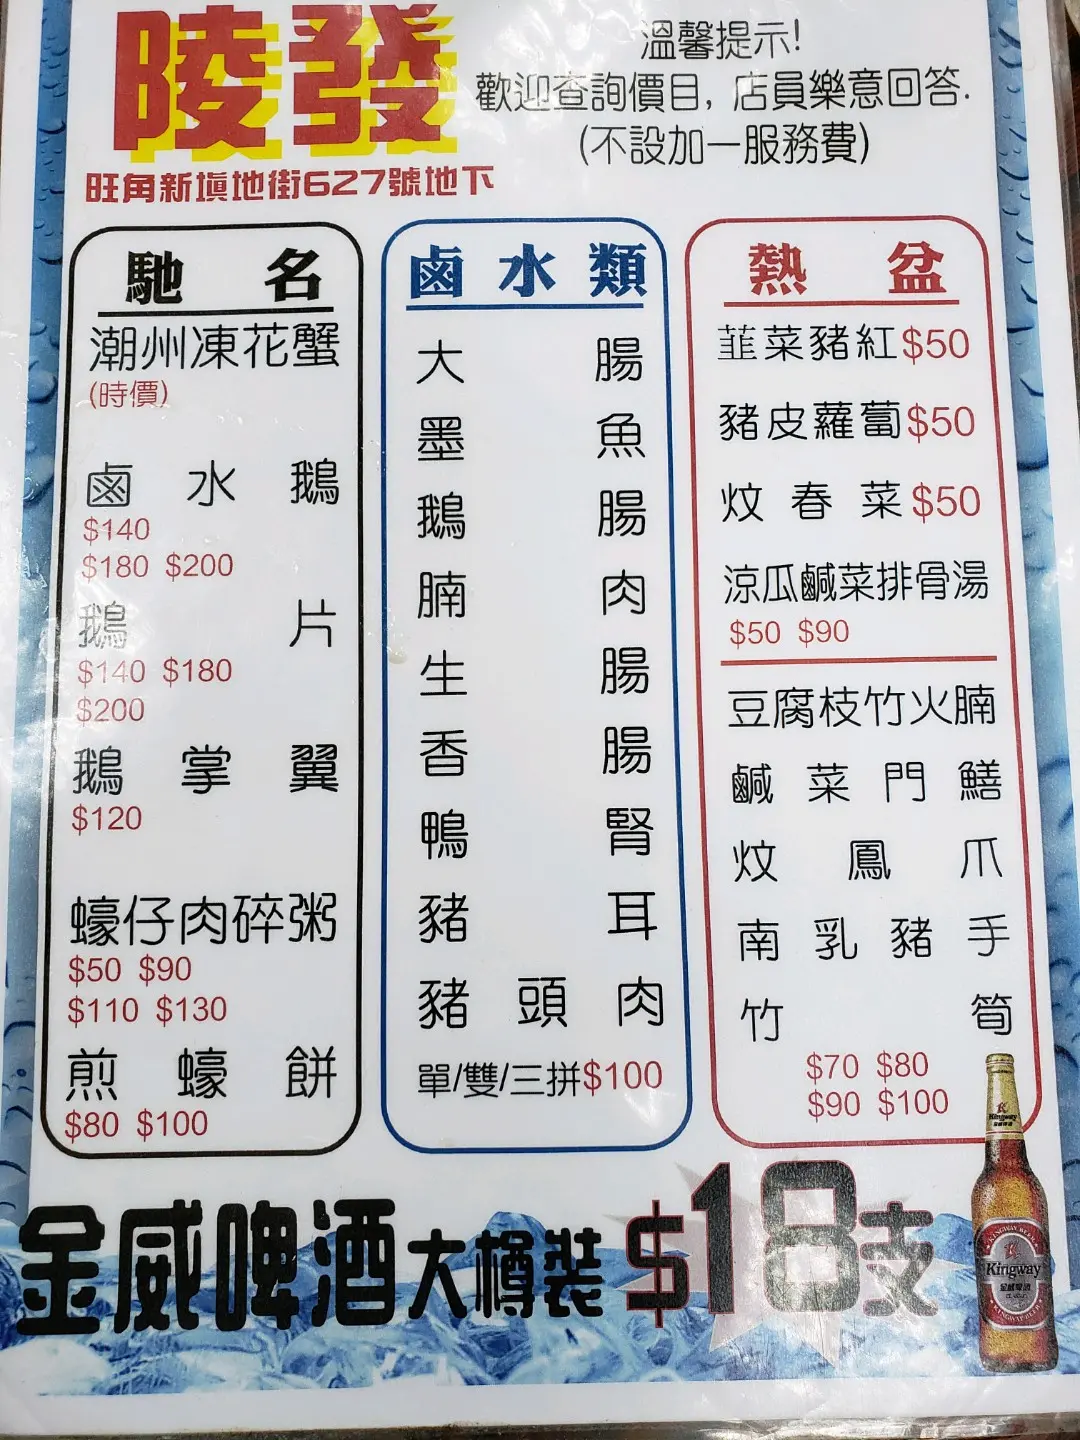 陵發
旺角新填地街627號地下
溫馨提示!
歡迎查詢價目, 店員樂意回答.
(不設加一服務費)
馳名
潮州凍花蟹
(時價)
鹵水鵝
$140
$180 $200
鵝片
$140 $180
$200
鵝掌翼
$120
蠔仔肉碎粥
$50 $90
$110 $130
煎蠔餅
$80 $100
鹵水類
大腸
墨魚
鵝腸
腩肉
生腸
香腸
鴨腎
豬耳
豬頭肉
單/雙/三拼$100
熱盆
韮菜豬紅$50
豬皮蘿蔔$50
炆春菜$50
涼瓜鹹菜排骨湯
$50 $90
豆腐枝竹火腩
鹹菜門鱔
炆鳳爪
南乳豬手
竹筍
$70 $80
$90 $100
金威啤酒大樽裝$18支
Kingway
Kingway
金威啤酒